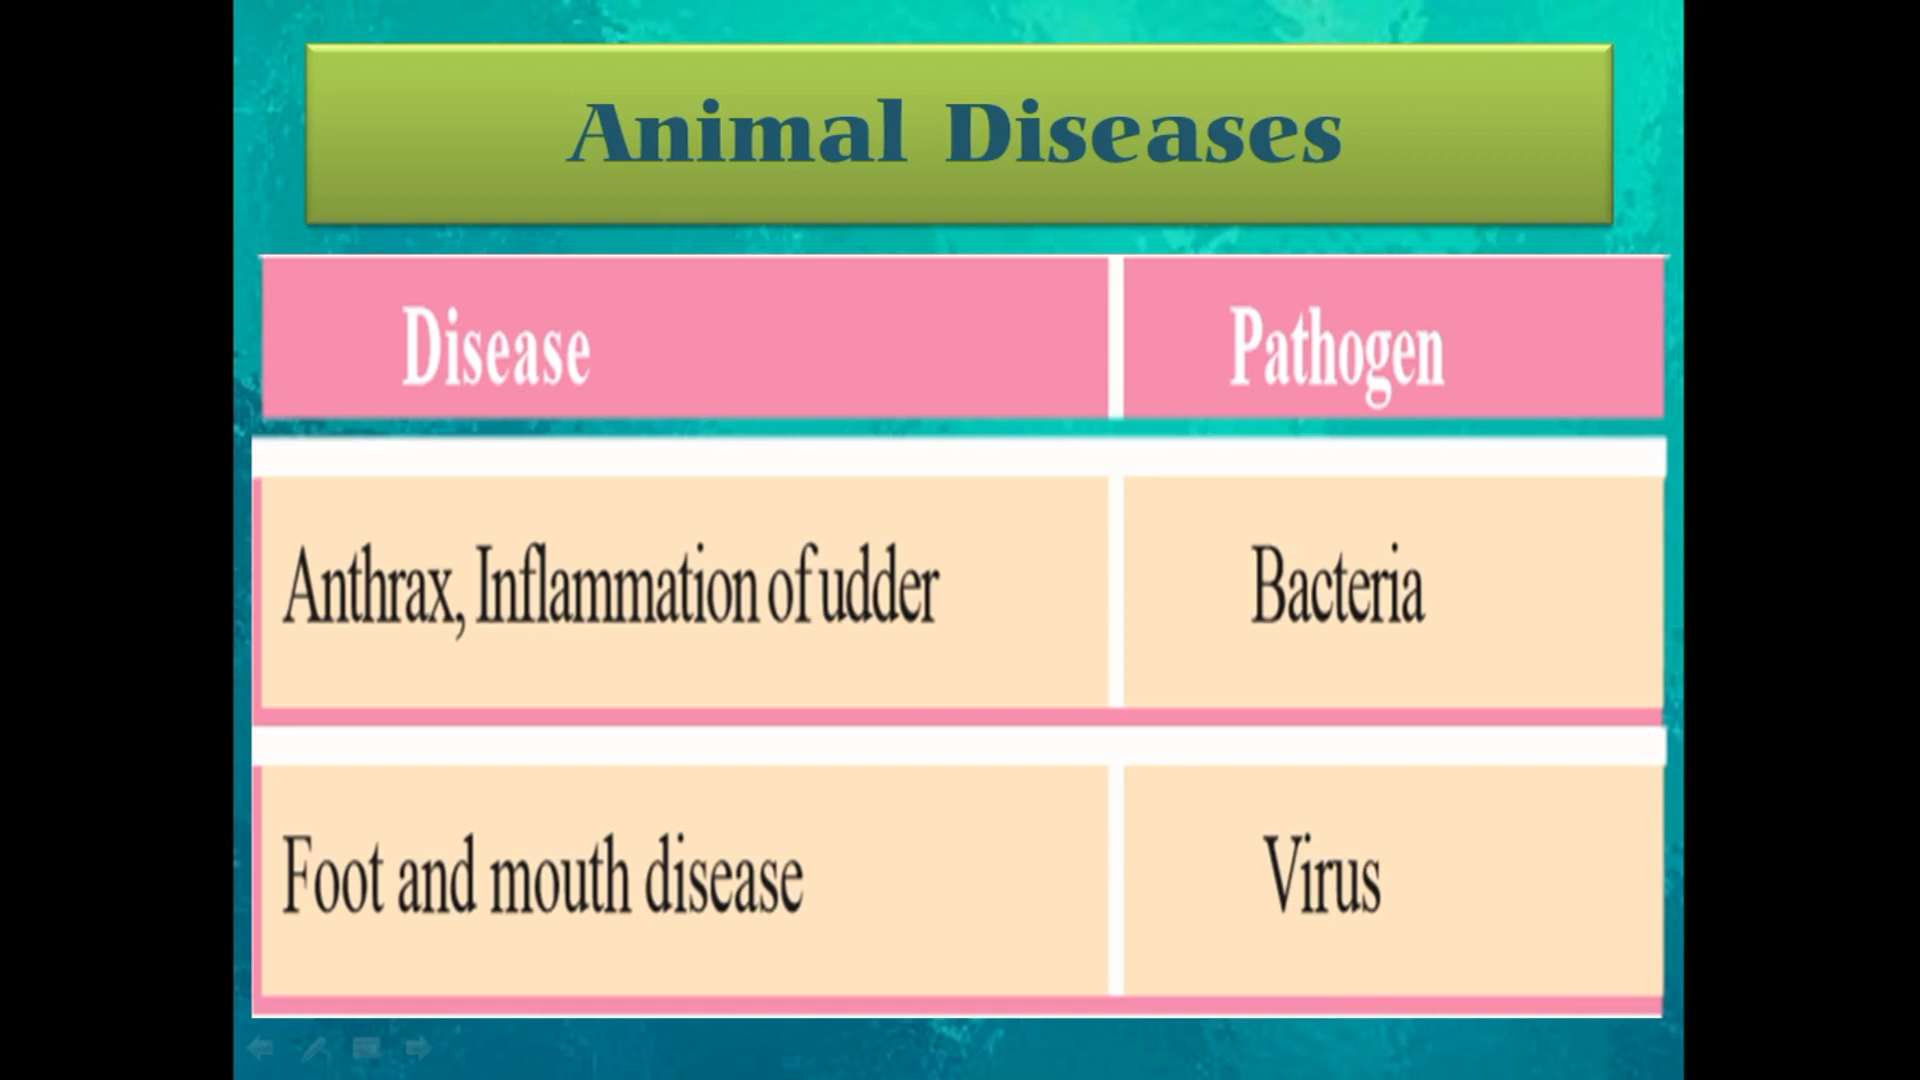 Animal Diseases
Disease Pathogen
Anthrax, Inflammation of udder Bacteria
Foot and mouth disease Virus